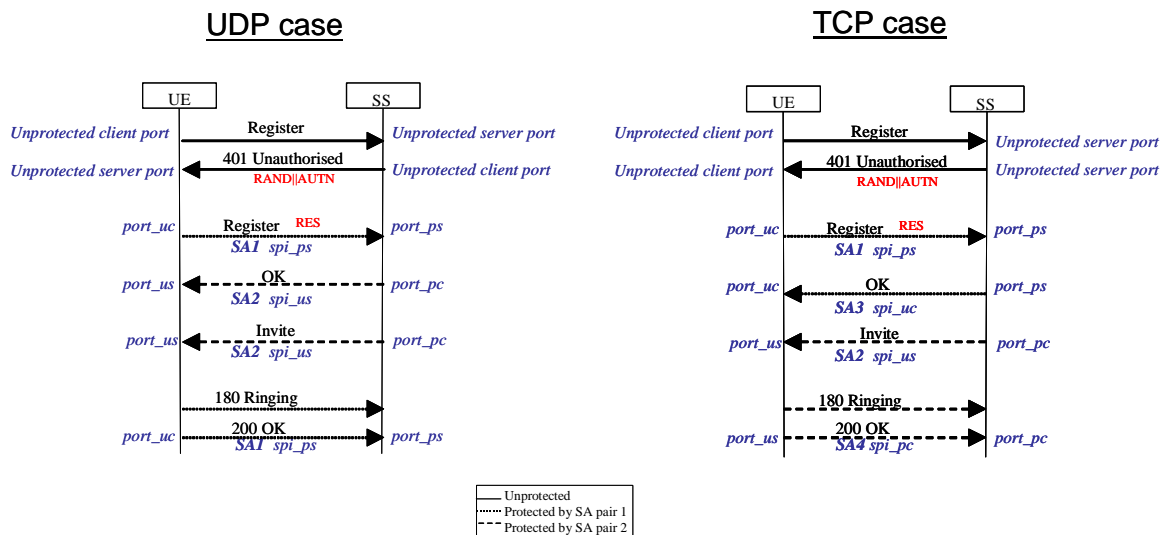 UDP case
UE
SS
Unprotected client port
Register
Unprotected server port
Unprotected server port
401 Unauthorised
Unprotected client port
RAND||AUTN
port_uc
Register
RES
port_ps
SA1 spi_ps
port_us
OK
port_pc
SA2 spi_us
port_us
Invite
port_pc
SA2 spi_us
180 Ringing
port_uc
200 OK
port_ps
SA1 spi_ps
TCP case
UE
SS
Unprotected client port
Register
Unprotected server port
Unprotected client port
401 Unauthorised
Unprotected server port
RAND||AUTN
port_uc
Register
RES
port_ps
SA1 spi_ps
port_uc
OK
port_ps
SA3 spi_uc
port_us
Invite
port_pc
SA2 spi_us
180 Ringing
port_us
200 OK
port_pc
SA4 spi_pc
Unprotected
Protected by SA pair 1
Protected by SA pair 2